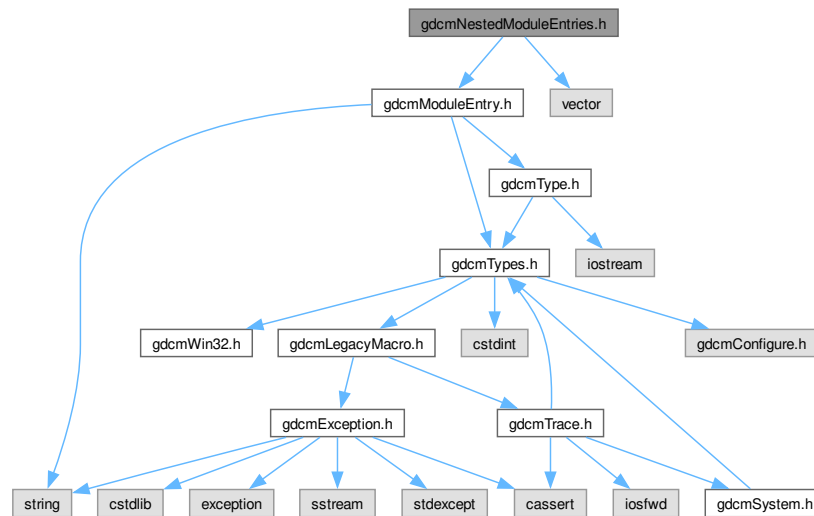 gdcmNestedModuleEntries.h
gdcmModuleEntry.h
vector
gdcmType.h
gdcmTypes.h
iostream
gdcmWin32.h
gdcmLegacyMacro.h
cstdint
gdcmConfigure.h
gdcmException.h
gdcmTrace.h
string
cstdlib
exception
sstream
stdexcept
cassert
iosfwd
gdcmSystem.h